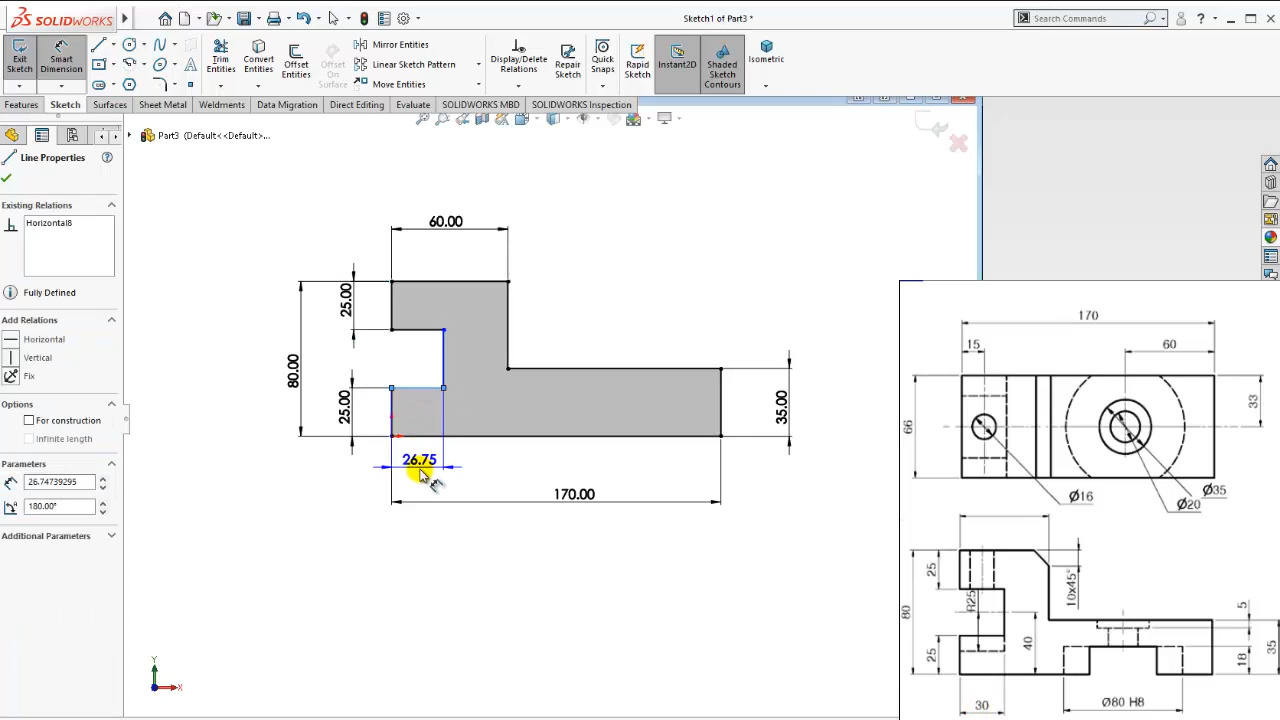 SOLIDWORKS
Sketch1 of Part3 *
Search Commands
Exit Sketch
Smart Dimension
Trim Entities
Convert Entities
Offset Entities
Offset On Surface
Mirror Entities
Linear Sketch Pattern
Move Entities
Display/Delete Relations
Repair Sketch
Quick Snaps
Rapid Sketch
Instant2D
Shaded Sketch Contours
Isometric
Features
Sketch
Surfaces
Sheet Metal
Weldments
Data Migration
Direct Editing
Evaluate
SOLIDWORKS MBD
SOLIDWORKS Inspection
Part3 (Default<<Default>...
Line Properties
Existing Relations
Horizontal8
Fully Defined
Add Relations
Horizontal
Vertical
Fix
Options
For construction
Infinite length
Parameters
26.74739295
180.00°
Additional Parameters
60.00
25.00
80.00
25.00
35.00
26.75
170.00
Y
X
170
15
60
66
33
Ø16
Ø20
Ø35
25
10x45°
80
R25
40
5
35
25
18
30
Ø80 H8